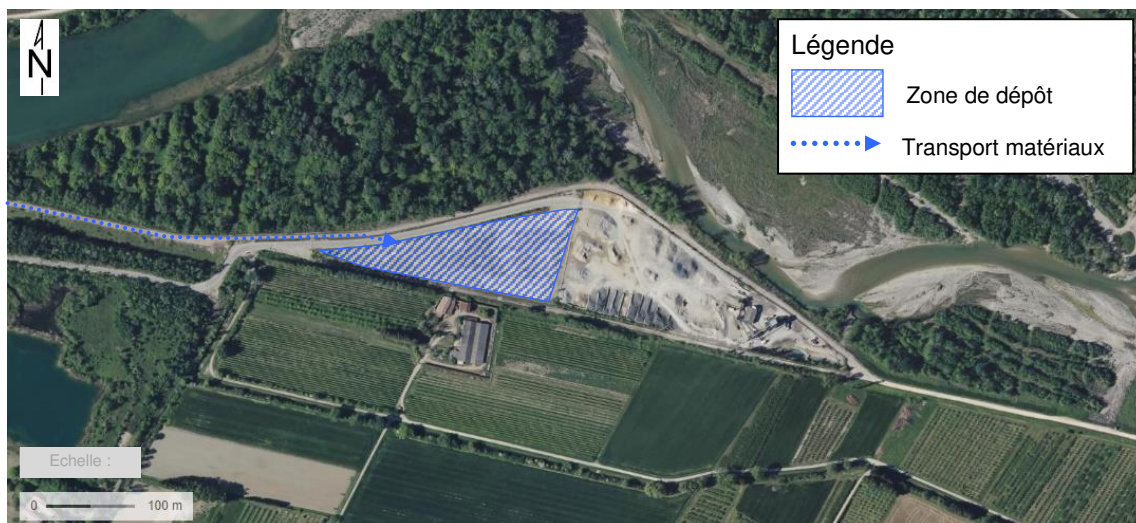 N
Légende
Zone de dépôt
Transport matériaux
Echelle :
0 100 m